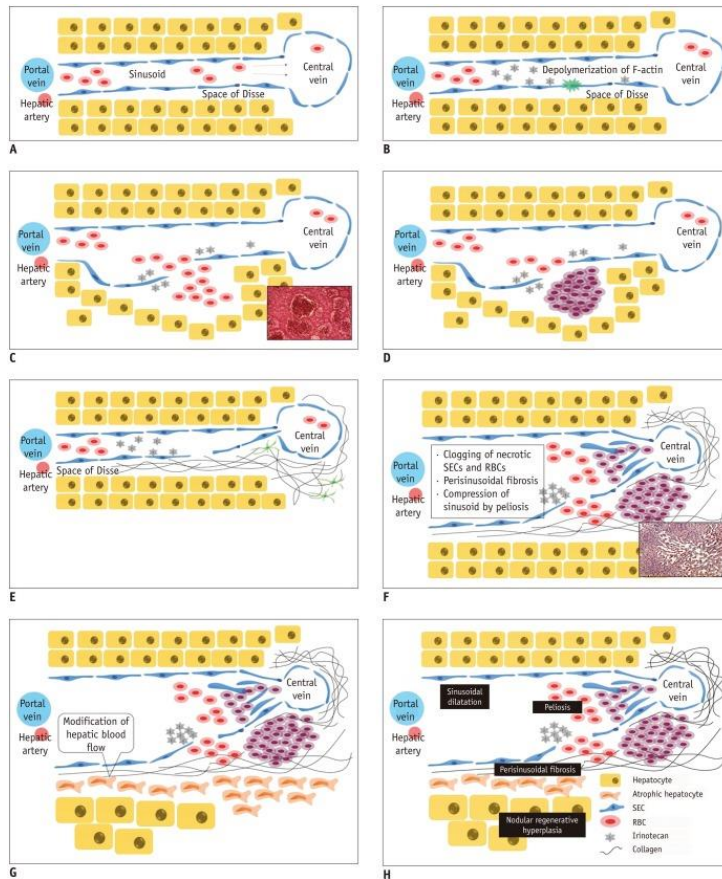 Portal
vein
Hepatic
artery
Sinusoid
Space of Disse
Central
vein
A
Portal
vein
Hepatic
artery
Depolymerization of F-actin
Space of Disse
Central
vein
B
Portal
vein
Hepatic
artery
Central
vein
C
Portal
vein
Hepatic
artery
Central
vein
D
Portal
vein
Hepatic
artery
Space of Disse
Central
vein
E
Portal
vein
Hepatic
artery
· Clogging of necrotic
SECs and RBCs
· Perisinusoidal fibrosis
· Compression of
sinusoid by peliosis
Central
vein
F
Portal
vein
Hepatic
artery
Modification of
hepatic blood
flow
Central
vein
G
Portal
vein
Hepatic
artery
Sinusoidal
dilatation
Peliosis
Central
vein
Perisinusoidal fibrosis
Nodular regenerative
hyperplasia
Hepatocyte
Atrophic hepatocyte
SEC
RBC
Irinotecan
Collagen
H